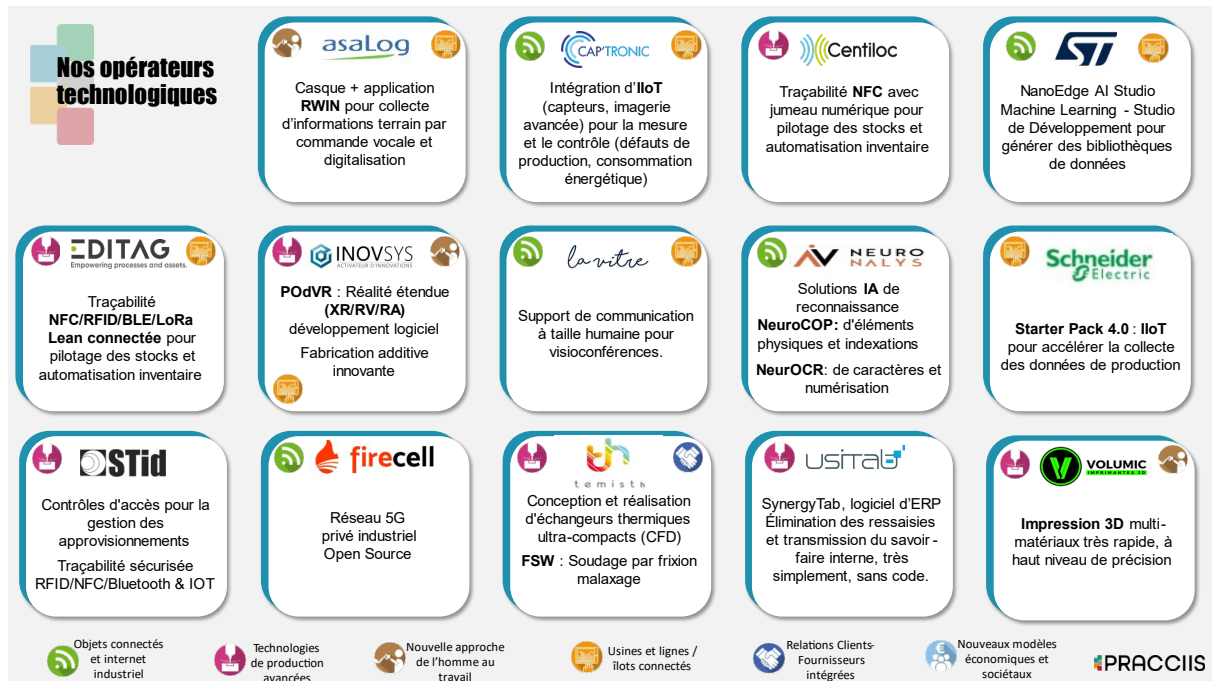 Nos opérateurs
technologiques
asaLog
Casque + application
RWIN pour collecte
d'informations terrain par
commande vocale et
digitalisation
CAP'TRONIC
Intégration d'IIoT
(capteurs, imagerie
avancée) pour la mesure
et le contrôle (défauts de
production, consommation
énergétique)
Centiloc
Traçabilité NFC avec
jumeau numérique pour
pilotage des stocks et
automatisation inventaire
ST
NanoEdge AI Studio
Machine Learning - Studio
de Développement pour
générer des bibliothèques
de données
EDITAG
Empowering processes and assets.
Traçabilité
NFC/RFID/BLE/LoRa
Lean connectée pour
pilotage des stocks et
automatisation inventaire
INOVSYS
ACTIVATEUR D'INNOVATIONS
POdVR : Réalité étendue
(XR/RV/RA)
développement logiciel
Fabrication additive
innovante
la vitre
Support de communication
à taille humaine pour
visioconférences.
NEURO
NALYS
Solutions IA de
reconnaissance
NeuroCOP: d'éléments
physiques et indexations
NeurOCR: de caractères et
numérisation
Schneider
Electric
Starter Pack 4.0 : IIoT
pour accélérer la collecte
des données de production
STid
Contrôles d'accès pour la
gestion des
approvisionnements
Traçabilité sécurisée
RFID/NFC/Bluetooth & IOT
firecell
Réseau 5G
privé industriel
Open Source
temisth
Conception et réalisation
d'échangeurs thermiques
ultra-compacts (CFD)
FSW : Soudage par frixion
malaxage
usitab
SynergyTab, logiciel d'ERP
Élimination des ressaisies
et transmission du savoir -
faire interne, très
simplement, sans code.
VOLUMIC
IMPRIMANTES 3D
Impression 3D multi-
matériaux très rapide, à
haut niveau de précision
Objets connectés
et internet
industriel
Technologies
de production
avancées
Nouvelle approche
de l'homme au
travail
Usines et lignes /
îlots connectés
Relations Clients-
Fournisseurs
intégrées
Nouveaux modèles
économiques et
sociétaux
PRACCIIS